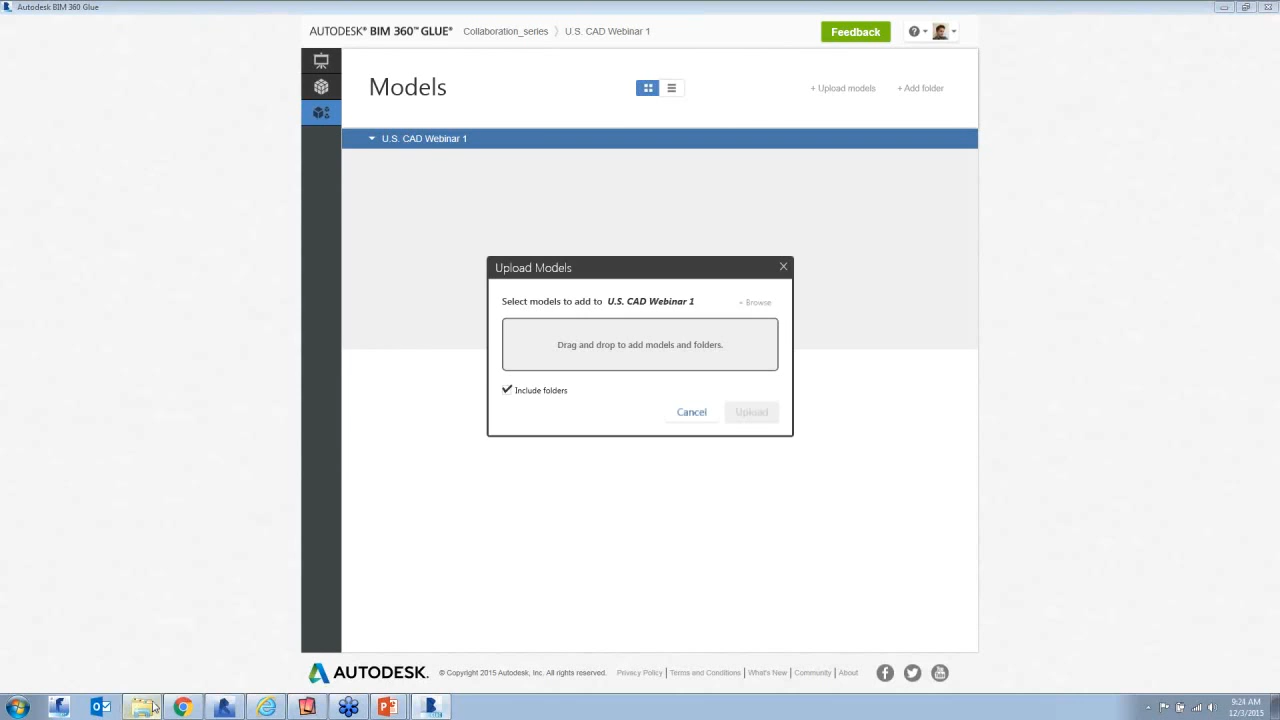 Autodesk BIM 360 Glue
AUTODESK® BIM 360™ GLUE® Collaboration_series 〉 U.S. CAD Webinar 1 Feedback
Models + Upload models + Add folder
U.S. CAD Webinar 1
Upload Models
Select models to add to U.S. CAD Webinar 1 + Browse
Drag and drop to add models and folders.
Include folders
Cancel Upload
AUTODESK. © Copyright 2015 Autodesk, Inc. All rights reserved. Privacy Policy | Terms and Conditions | What's New | Community | About
9:24 AM
12/3/2015